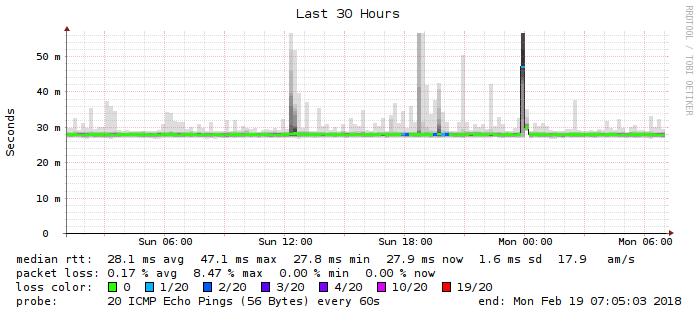 Last 30 Hours
RRDTOOL / TOBI OETIKER
Seconds
50 m
40 m
30 m
20 m
10 m
0
Sun 06:00 Sun 12:00 Sun 18:00 Mon 00:00 Mon 06:00
median rtt: 28.1 ms avg 47.1 ms max 27.8 ms min 27.9 ms now 1.6 ms sd 17.9 am/s
packet loss: 0.17 % avg 8.47 % max 0.00 % min 0.00 % now
loss color: 0 1/20 2/20 3/20 4/20 10/20 19/20
probe: 20 ICMP Echo Pings (56 Bytes) every 60s end: Mon Feb 19 07:05:03 2018